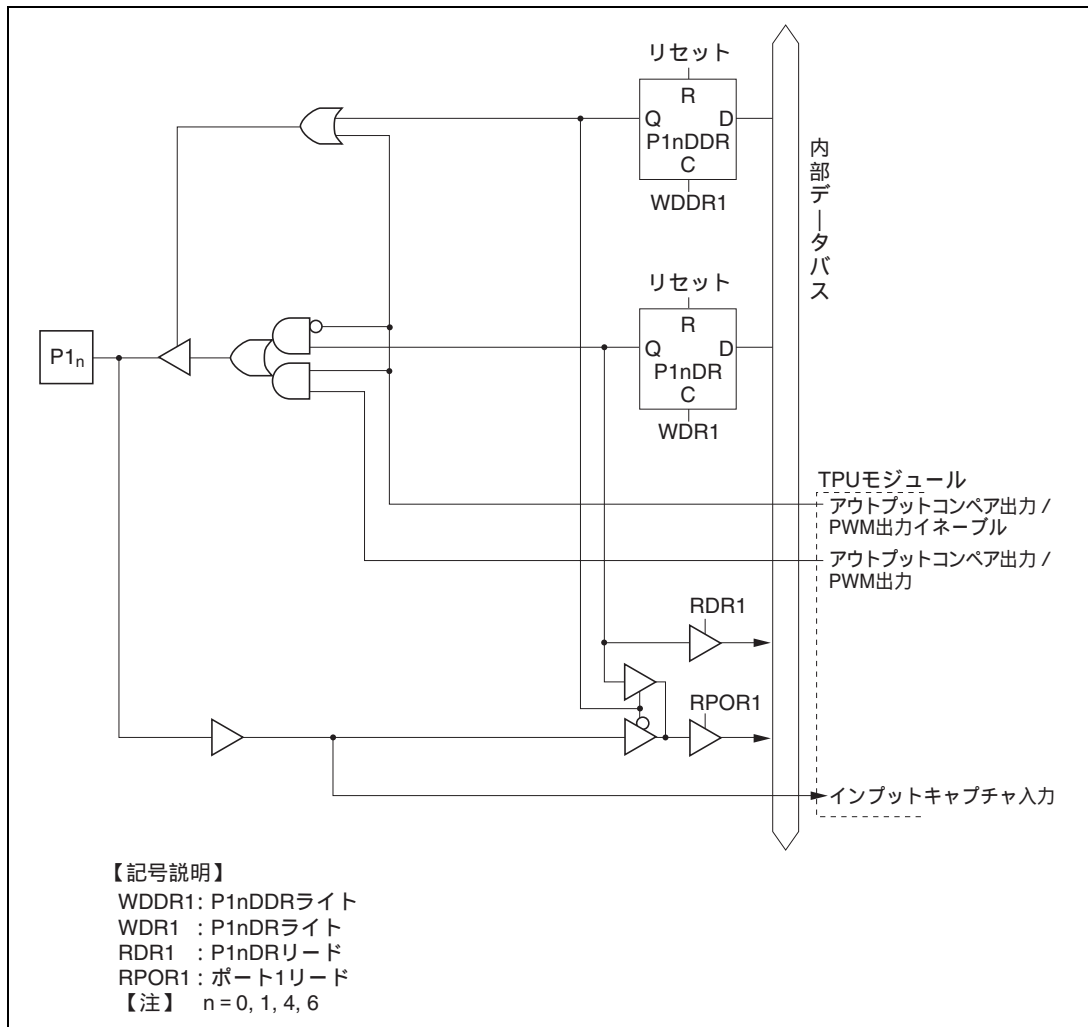 リセット
R
Q D
P1nDDR
C
WDDR1
内部データバス
リセット
R
Q D
P1nDR
C
WDR1
P1n
TPUモジュール
アウトプットコンペア出力 /
PWM出力イネーブル
アウトプットコンペア出力 /
PWM出力
RDR1
RPOR1
インプットキャプチャ入力
【記号説明】
WDDR1: P1nDDRライト
WDR1 : P1nDRライト
RDR1 : P1nDRリード
RPOR1 : ポート1リード
【注】 n = 0, 1, 4, 6